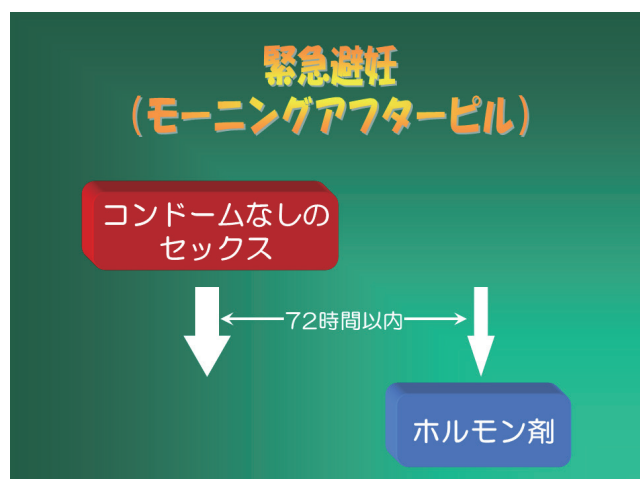 緊急避妊
(モーニングアフターピル)
コンドームなしの
セックス
72時間以内
ホルモン剤